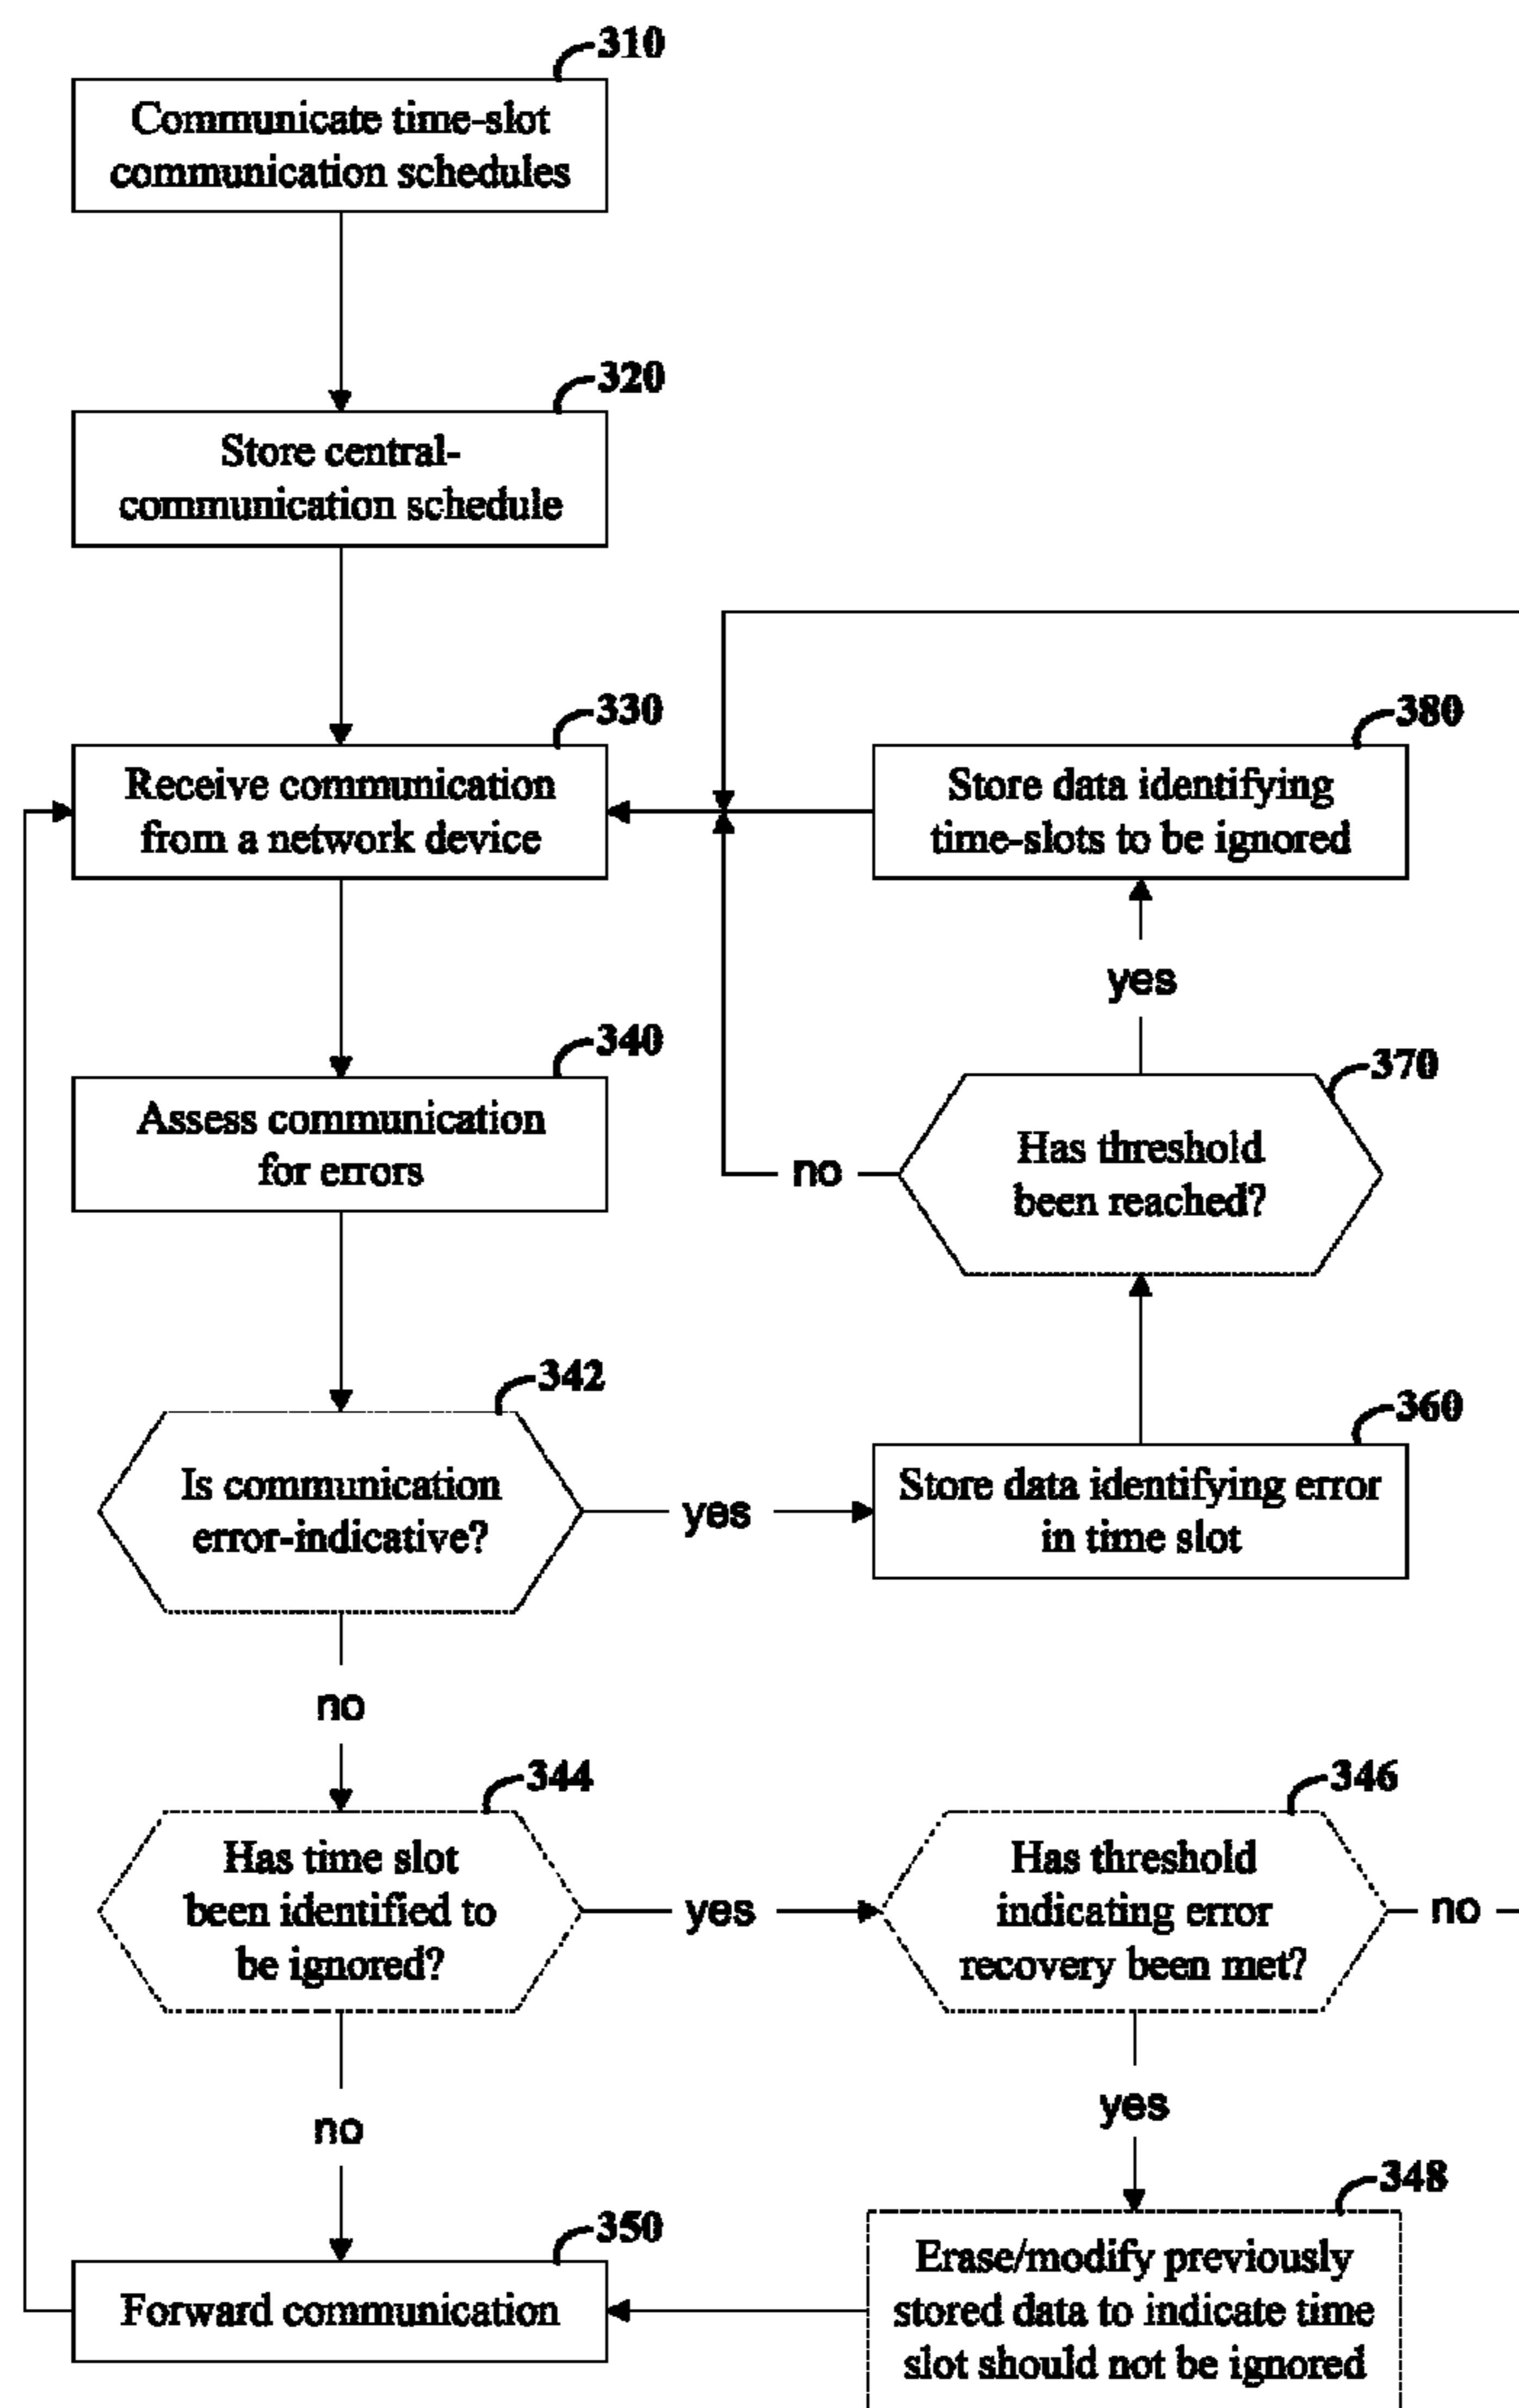 310
Communicate time-slot
communication schedules
320
Store central-
communication schedule
330
Receive communication
from a network device
380
Store data identifying
time-slots to be ignored
yes
340
Assess communication
for errors
370
Has threshold
been reached?
no
342
Is communication
error-indicative?
yes
360
Store data identifying error
in time slot
no
344
Has time slot
been identified to
be ignored?
yes
346
Has threshold
indicating error
recovery been met?
no
no
yes
350
Forward communication
348
Erase/modify previously
stored data to indicate time
slot should not be ignored